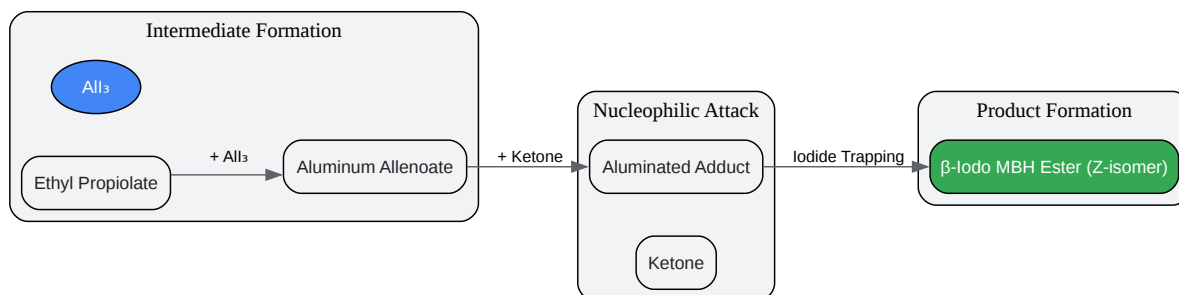 Intermediate Formation
AlI₃
Ethyl Propiolate
+ AlI₃
Aluminum Allenoate
+ Ketone
Nucleophilic Attack
Aluminated Adduct
Ketone
Iodide Trapping
Product Formation
β-Iodo MBH Ester (Z-isomer)